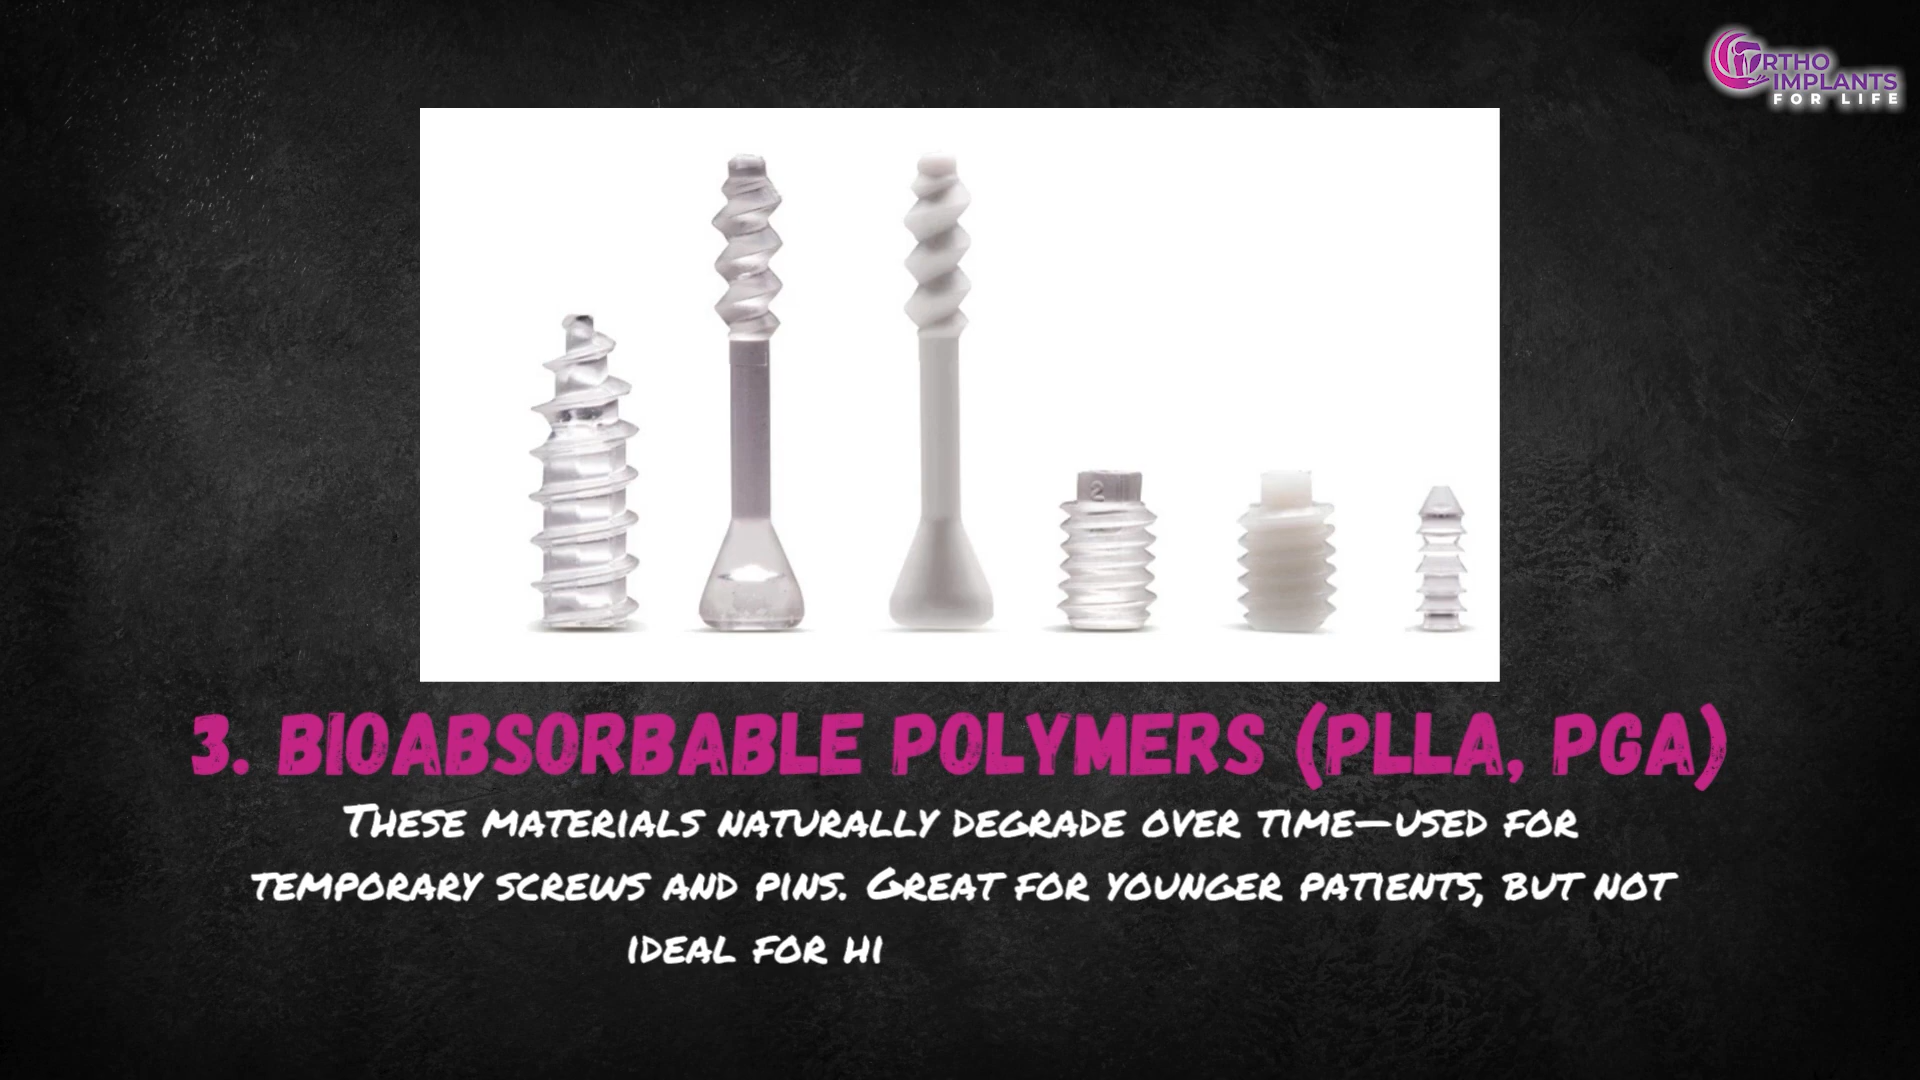 ORTHO
IMPLANTS
FOR LIFE
2
3. BIOABSORBABLE POLYMERS (PLLA, PGA)
THESE MATERIALS NATURALLY DEGRADE OVER TIME—USED FOR
TEMPORARY SCREWS AND PINS. GREAT FOR YOUNGER PATIENTS, BUT NOT
IDEAL FOR HI